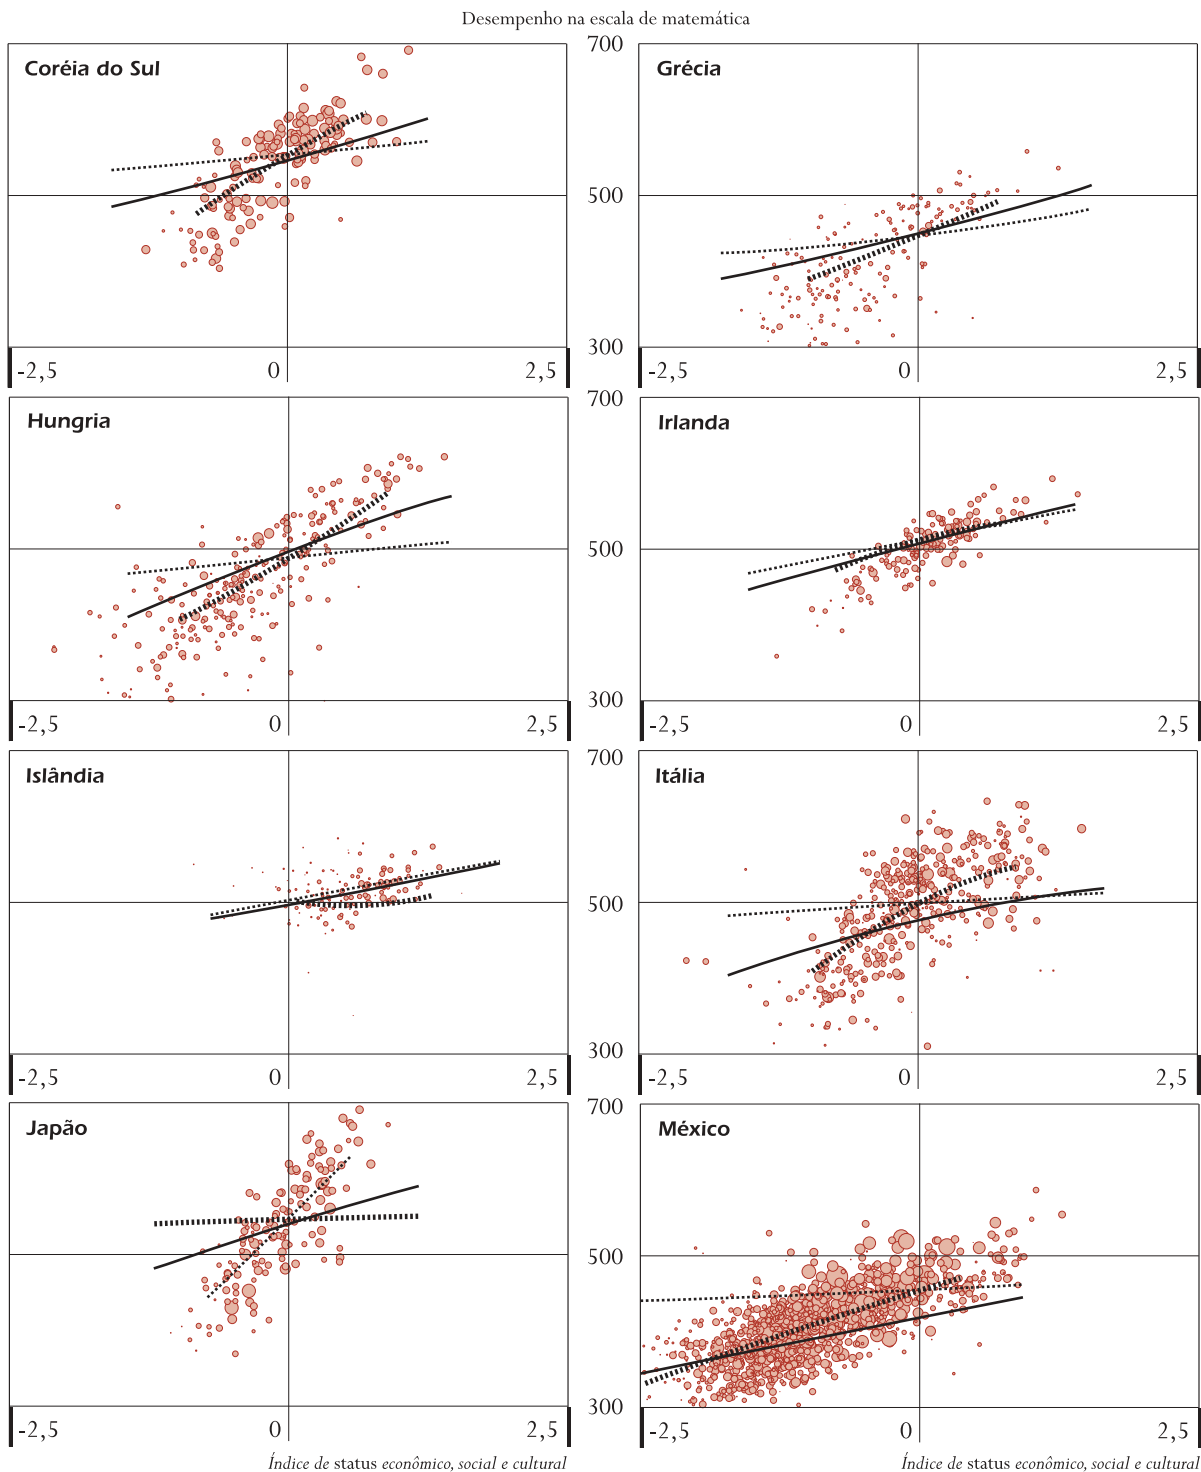 Desempenho na escala de matemática
700
Coréia do Sul
Grécia
500
300
-2,5 0 2,5
-2,5 0 2,5
700
Hungria
Irlanda
500
300
-2,5 0 2,5
-2,5 0 2,5
700
Islândia
Itália
500
300
-2,5 0 2,5
-2,5 0 2,5
700
Japão
México
500
300
-2,5 0 2,5
-2,5 0 2,5
Índice de status econômico, social e cultural
Índice de status econômico, social e cultural